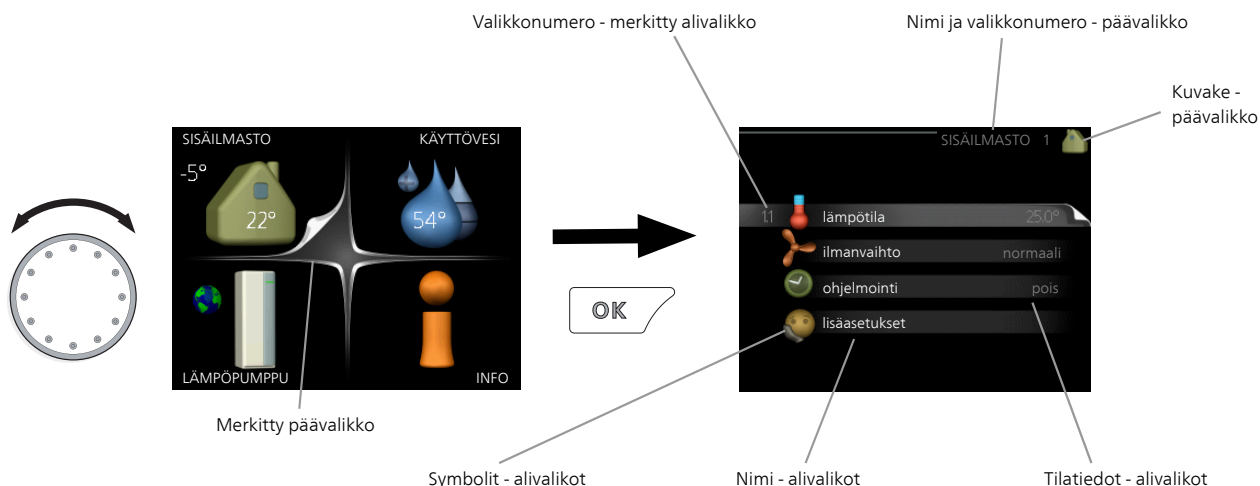 Valikkonumero - merkitty alivalikko
Nimi ja valikkonumero - päävalikko
Kuvake -
päävalikko
SISÄILMASTO
KÄYTTÖVESI
-5°
22°
54°
LÄMPÖPUMPPU
INFO
Merkitty päävalikko
OK
SISÄILMASTO 1
1.1 lämpötila 25.0°
ilmanvaihto normaali
ohjelmointi pois
lisäasetukset
Symbolit - alivalikot
Nimi - alivalikot
Tilatiedot - alivalikot